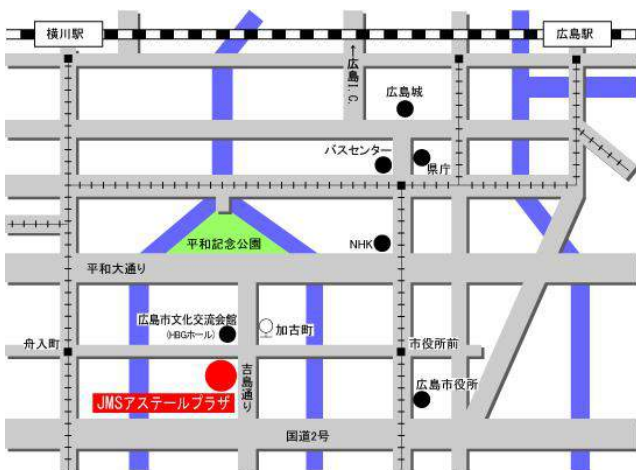 横川駅
広島駅
←広島I.C.
広島城
バスセンター
県庁
平和記念公園
NHK
平和大通り
広島市文化交流会館
(HBGホール)
加古町
舟入町
市役所前
吉島通り
広島市役所
JMSアステールプラザ
国道2号